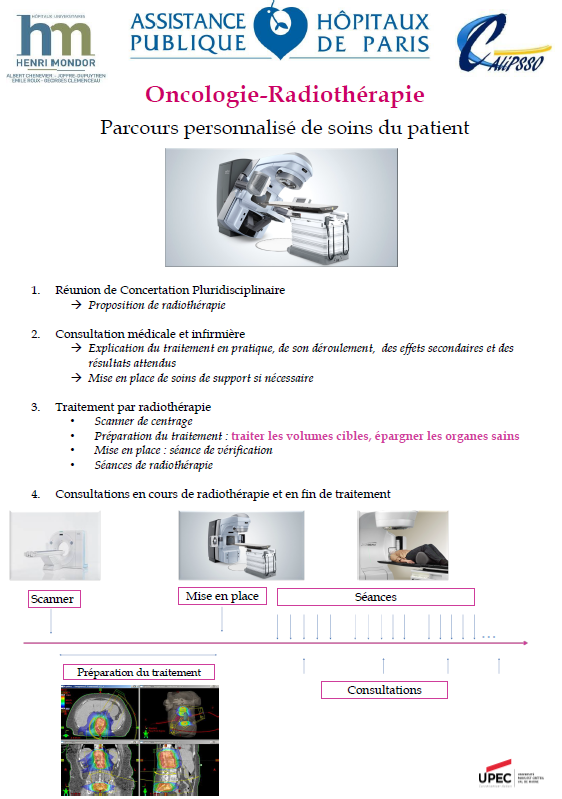 HÔPITAUX UNIVERSITAIRES
hm
HENRI MONDOR
ALBERT CHENEVIER - JOFFRE-DUPUYTREN
EMILE ROUX - GEORGES CLEMENCEAU
ASSISTANCE PUBLIQUE
HÔPITAUX DE PARIS
CALIPSSO
Oncologie-Radiothérapie
Parcours personnalisé de soins du patient
1. Réunion de Concertation Pluridisciplinaire
→ Proposition de radiothérapie
2. Consultation médicale et infirmière
→ Explication du traitement en pratique, de son déroulement, des effets secondaires et des
résultats attendus
→ Mise en place de soins de support si nécessaire
3. Traitement par radiothérapie
• Scanner de centrage
• Préparation du traitement : traiter les volumes cibles, épargner les organes sains
• Mise en place : séance de vérification
• Séances de radiothérapie
4. Consultations en cours de radiothérapie et en fin de traitement
Scanner
Mise en place
Séances
...
Préparation du traitement
Consultations
UPEC